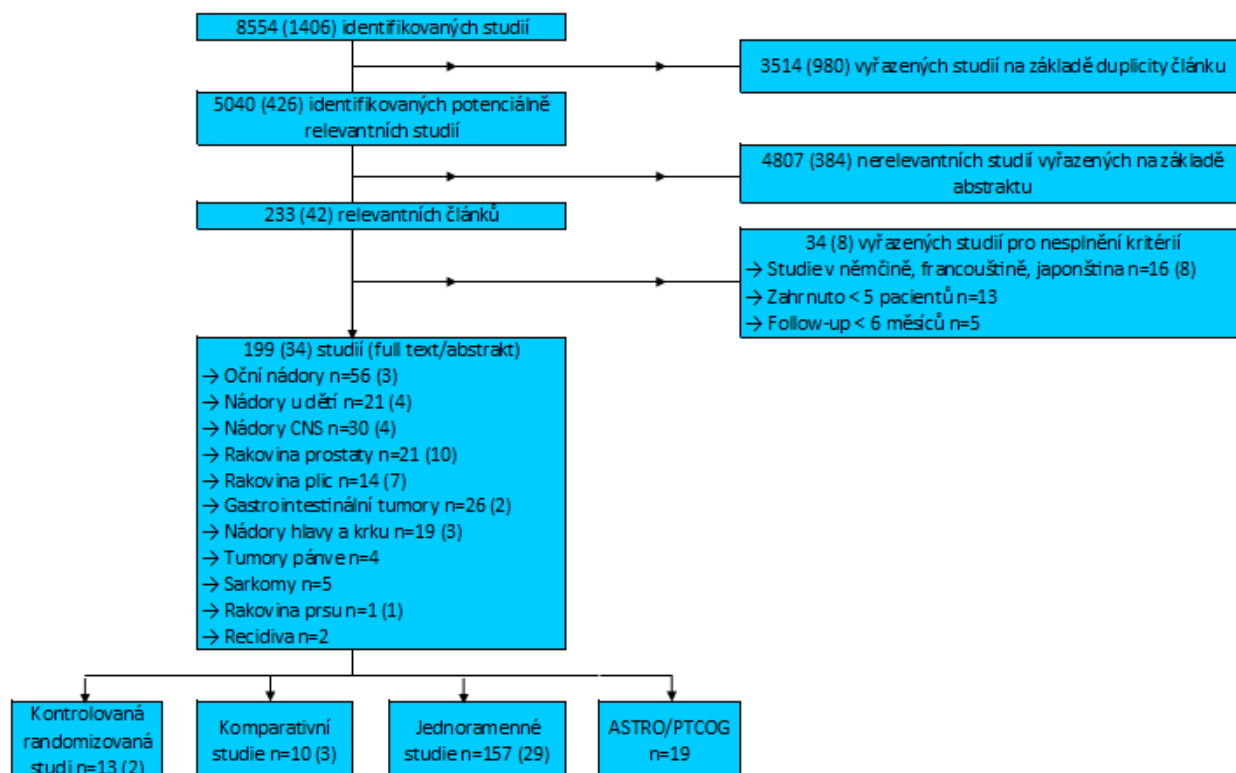 8554 (1406) identifikovaných studií
3514 (980) vyřazených studií na základě duplicity článku
5040 (426) identifikovaných potenciálně
relevantních studií
4807 (384) nerelevantních studií vyřazených na základě
abstraktu
233 (42) relevantních článků
34 (8) vyřazených studií pro nesplnění kritérií
→ Studie v němčině, francouštině, japonština n=16 (8)
→ Zahrnuto < 5 pacientů n=13
→ Follow-up < 6 měsíců n=5
199 (34) studií (full text/abstrakt)
→ Oční nádory n=56 (3)
→ Nádory u dětí n=21 (4)
→ Nádory CNS n=30 (4)
→ Rakovina prostaty n=21 (10)
→ Rakovina plic n=14 (7)
→ Gastrointestinální tumory n=26 (2)
→ Nádory hlavy a krku n=19 (3)
→ Tumory pánve n=4
→ Sarkomy n=5
→ Rakovina prsu n=1 (1)
→ Recidiva n=2
Kontrolovaná
randomizovaná
studi n=13 (2)
Komparativní
studie n=10 (3)
Jednoramenné
studie n=157 (29)
ASTRO/PTCOG
n=19